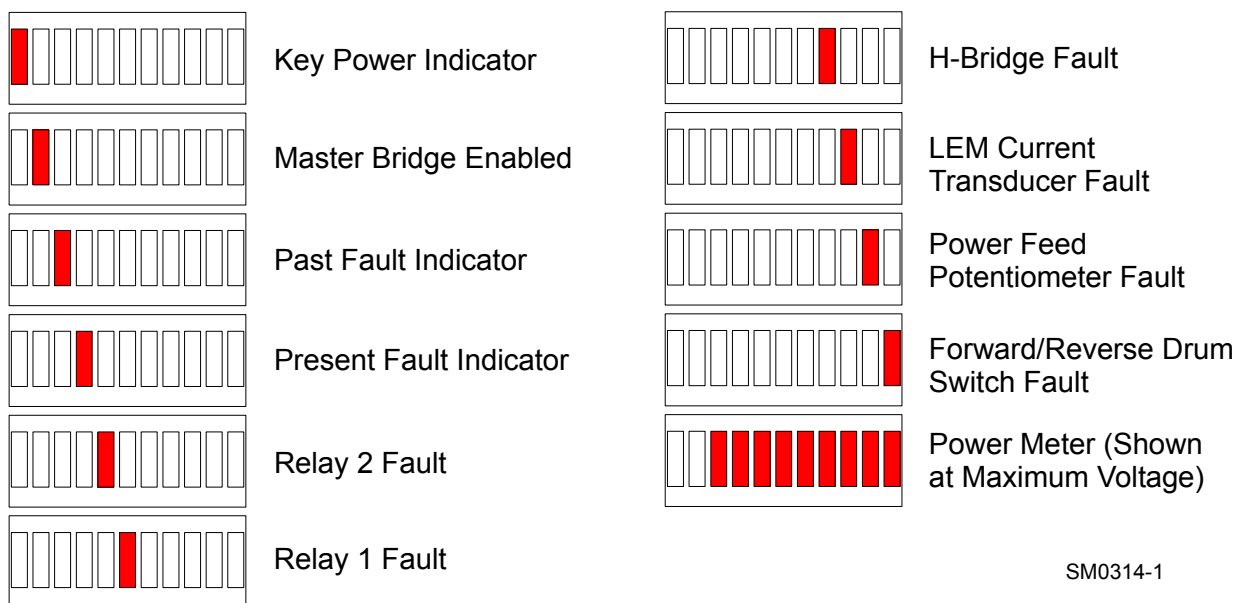 Key Power Indicator
Master Bridge Enabled
Past Fault Indicator
Present Fault Indicator
Relay 2 Fault
Relay 1 Fault
H-Bridge Fault
LEM Current
Transducer Fault
Power Feed
Potentiometer Fault
Forward/Reverse Drum
Switch Fault
Power Meter (Shown
at Maximum Voltage)
SM0314-1